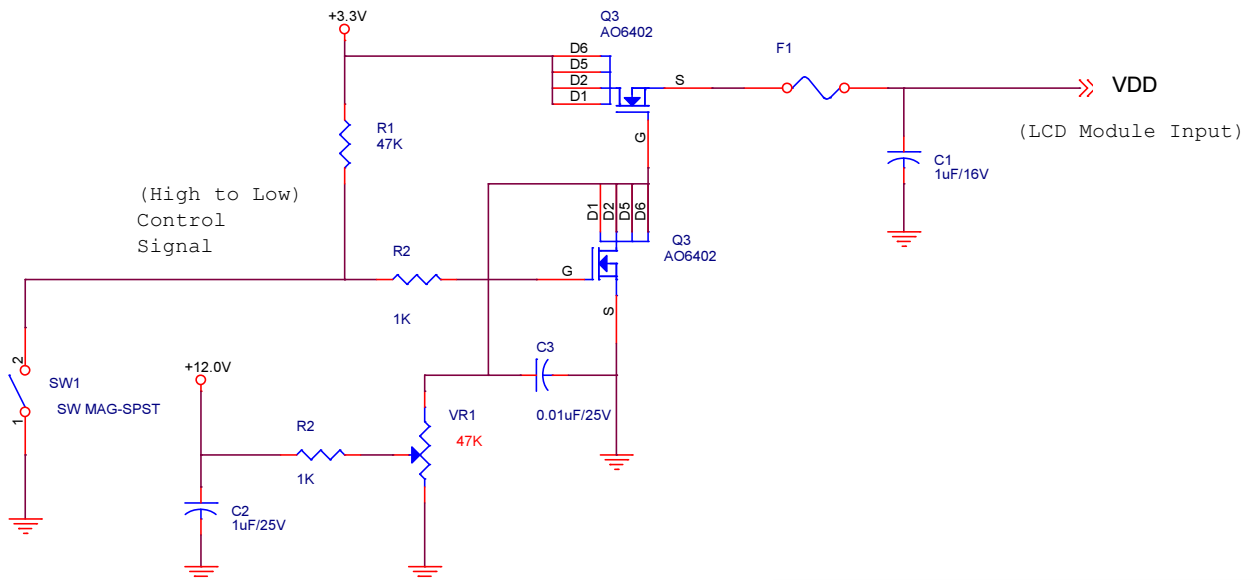 +3.3V
Q3
AO6402
F1
D6
D5
D2
D1
S
G
VDD
(LCD Module Input)
R1
47K
C1
1uF/16V
(High to Low)
Control
Signal
D1
D2
D5
D6
Q3
AO6402
R2
1K
G
S
2
1
SW1
SW MAG-SPST
+12.0V
C3
0.01uF/25V
VR1
47K
R2
1K
C2
1uF/25V